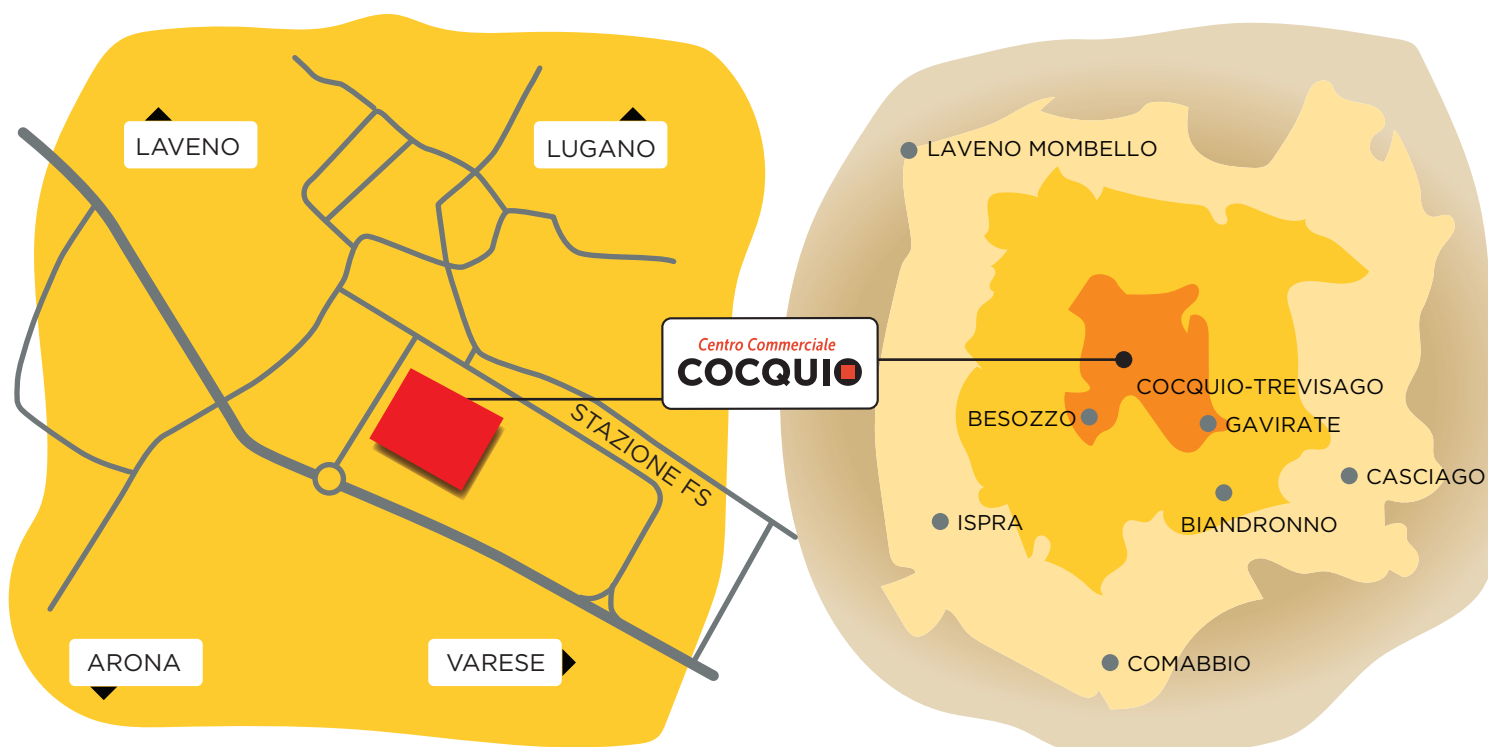 LAVENO
LUGANO
ARONA
VARESE
STAZIONE FS
Centro Commerciale
COCQUIO
LAVENO MOMBELLO
COCQUIO-TREVISAGO
BESOZZO
GAVIRATE
CASCIAGO
BIANDRONNO
ISPRA
COMABBIO